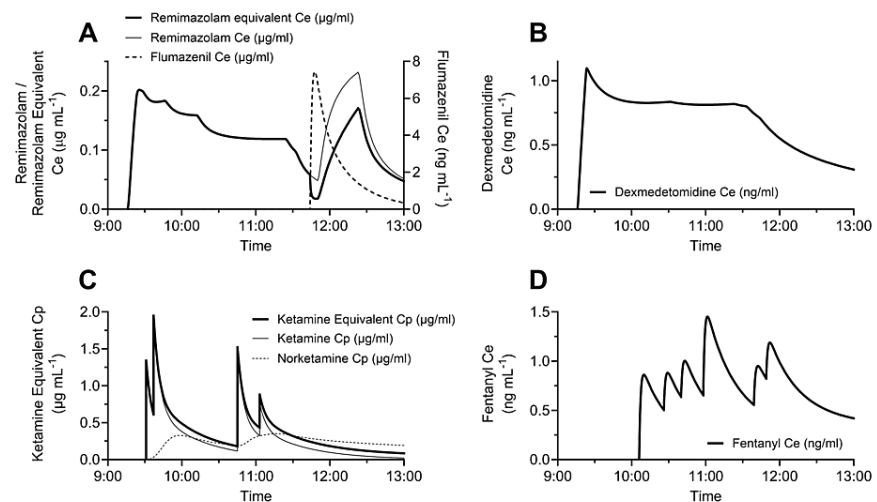 A
Remimazolam equivalent Ce (µg/ml)
Remimazolam Ce (µg/ml)
Flumazenil Ce (µg/ml)
Remimazolam /
Remimazolam Equivalent
Ce (µg mL⁻¹)
0.2
0.1
0.0
8
6
4
2
0
Flumazenil Ce
(ng mL⁻¹)
9:00 10:00 11:00 12:00 13:00
Time
B
Dexmedetomidine
Ce (ng mL⁻¹)
1.0
0.5
0.0
Dexmedetomidine Ce (ng/ml)
9:00 10:00 11:00 12:00 13:00
Time
C
Ketamine Equivalent Cp
(µg mL⁻¹)
2.0
1.5
1.0
0.5
0.0
Ketamine Equivalent Cp (µg/ml)
Ketamine Cp (µg/ml)
Norketamine Cp (µg/ml)
9:00 10:00 11:00 12:00 13:00
Time
D
Fentanyl Ce
(ng mL⁻¹)
1.5
1.0
0.5
0.0
Fentanyl Ce (ng/ml)
9:00 10:00 11:00 12:00 13:00
Time